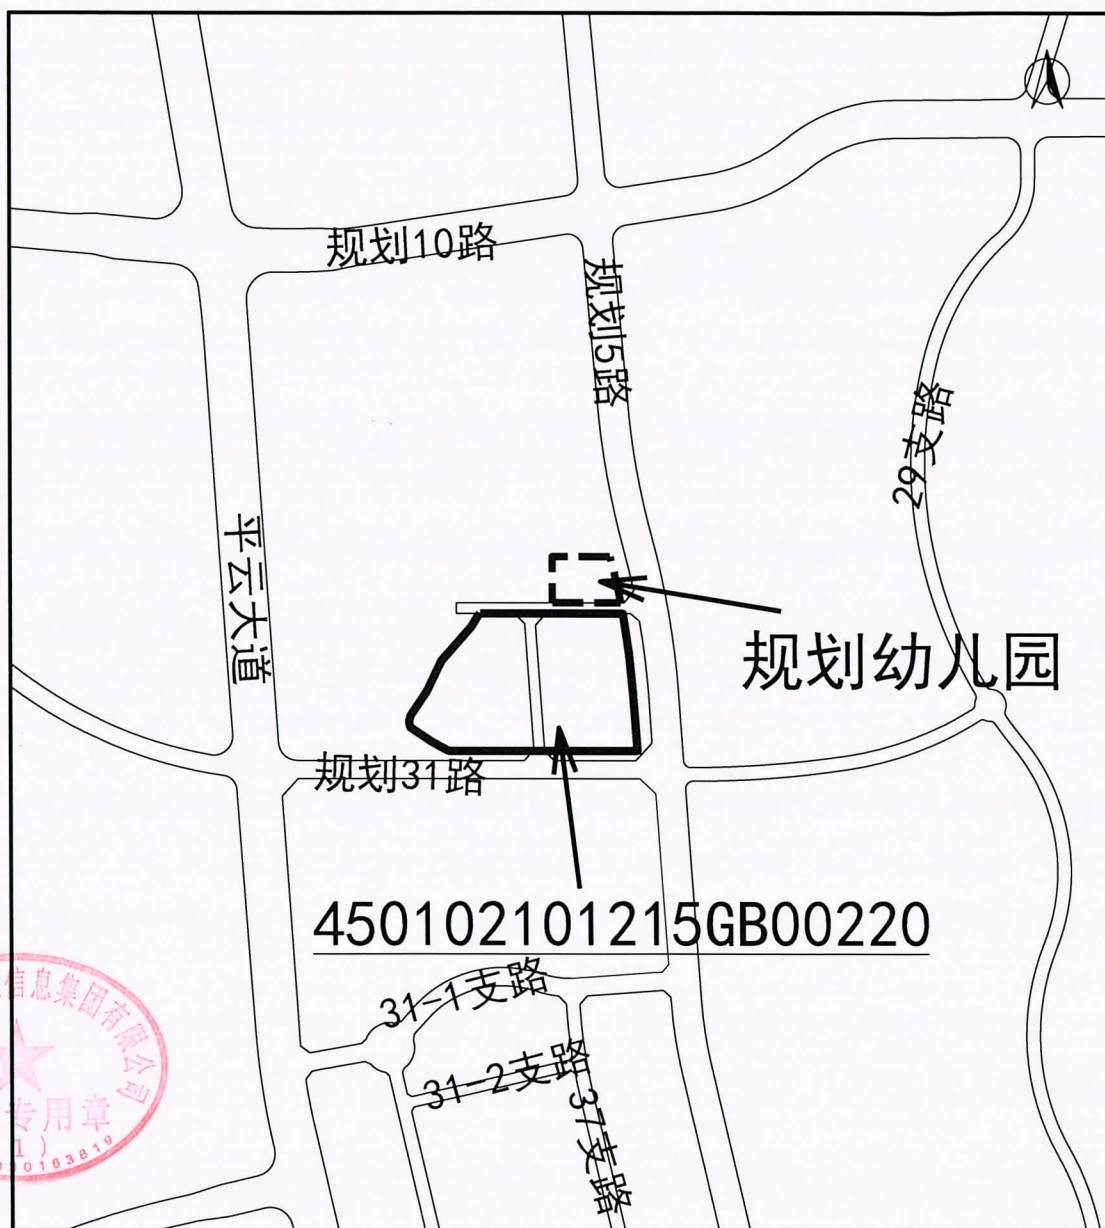 规划10路
规划5路
29支路
平云大道
规划幼儿园
规划31路
450102101215GB00220
31-1支路
31-2支路
37支路
信息集团有限公司
专用章
1)